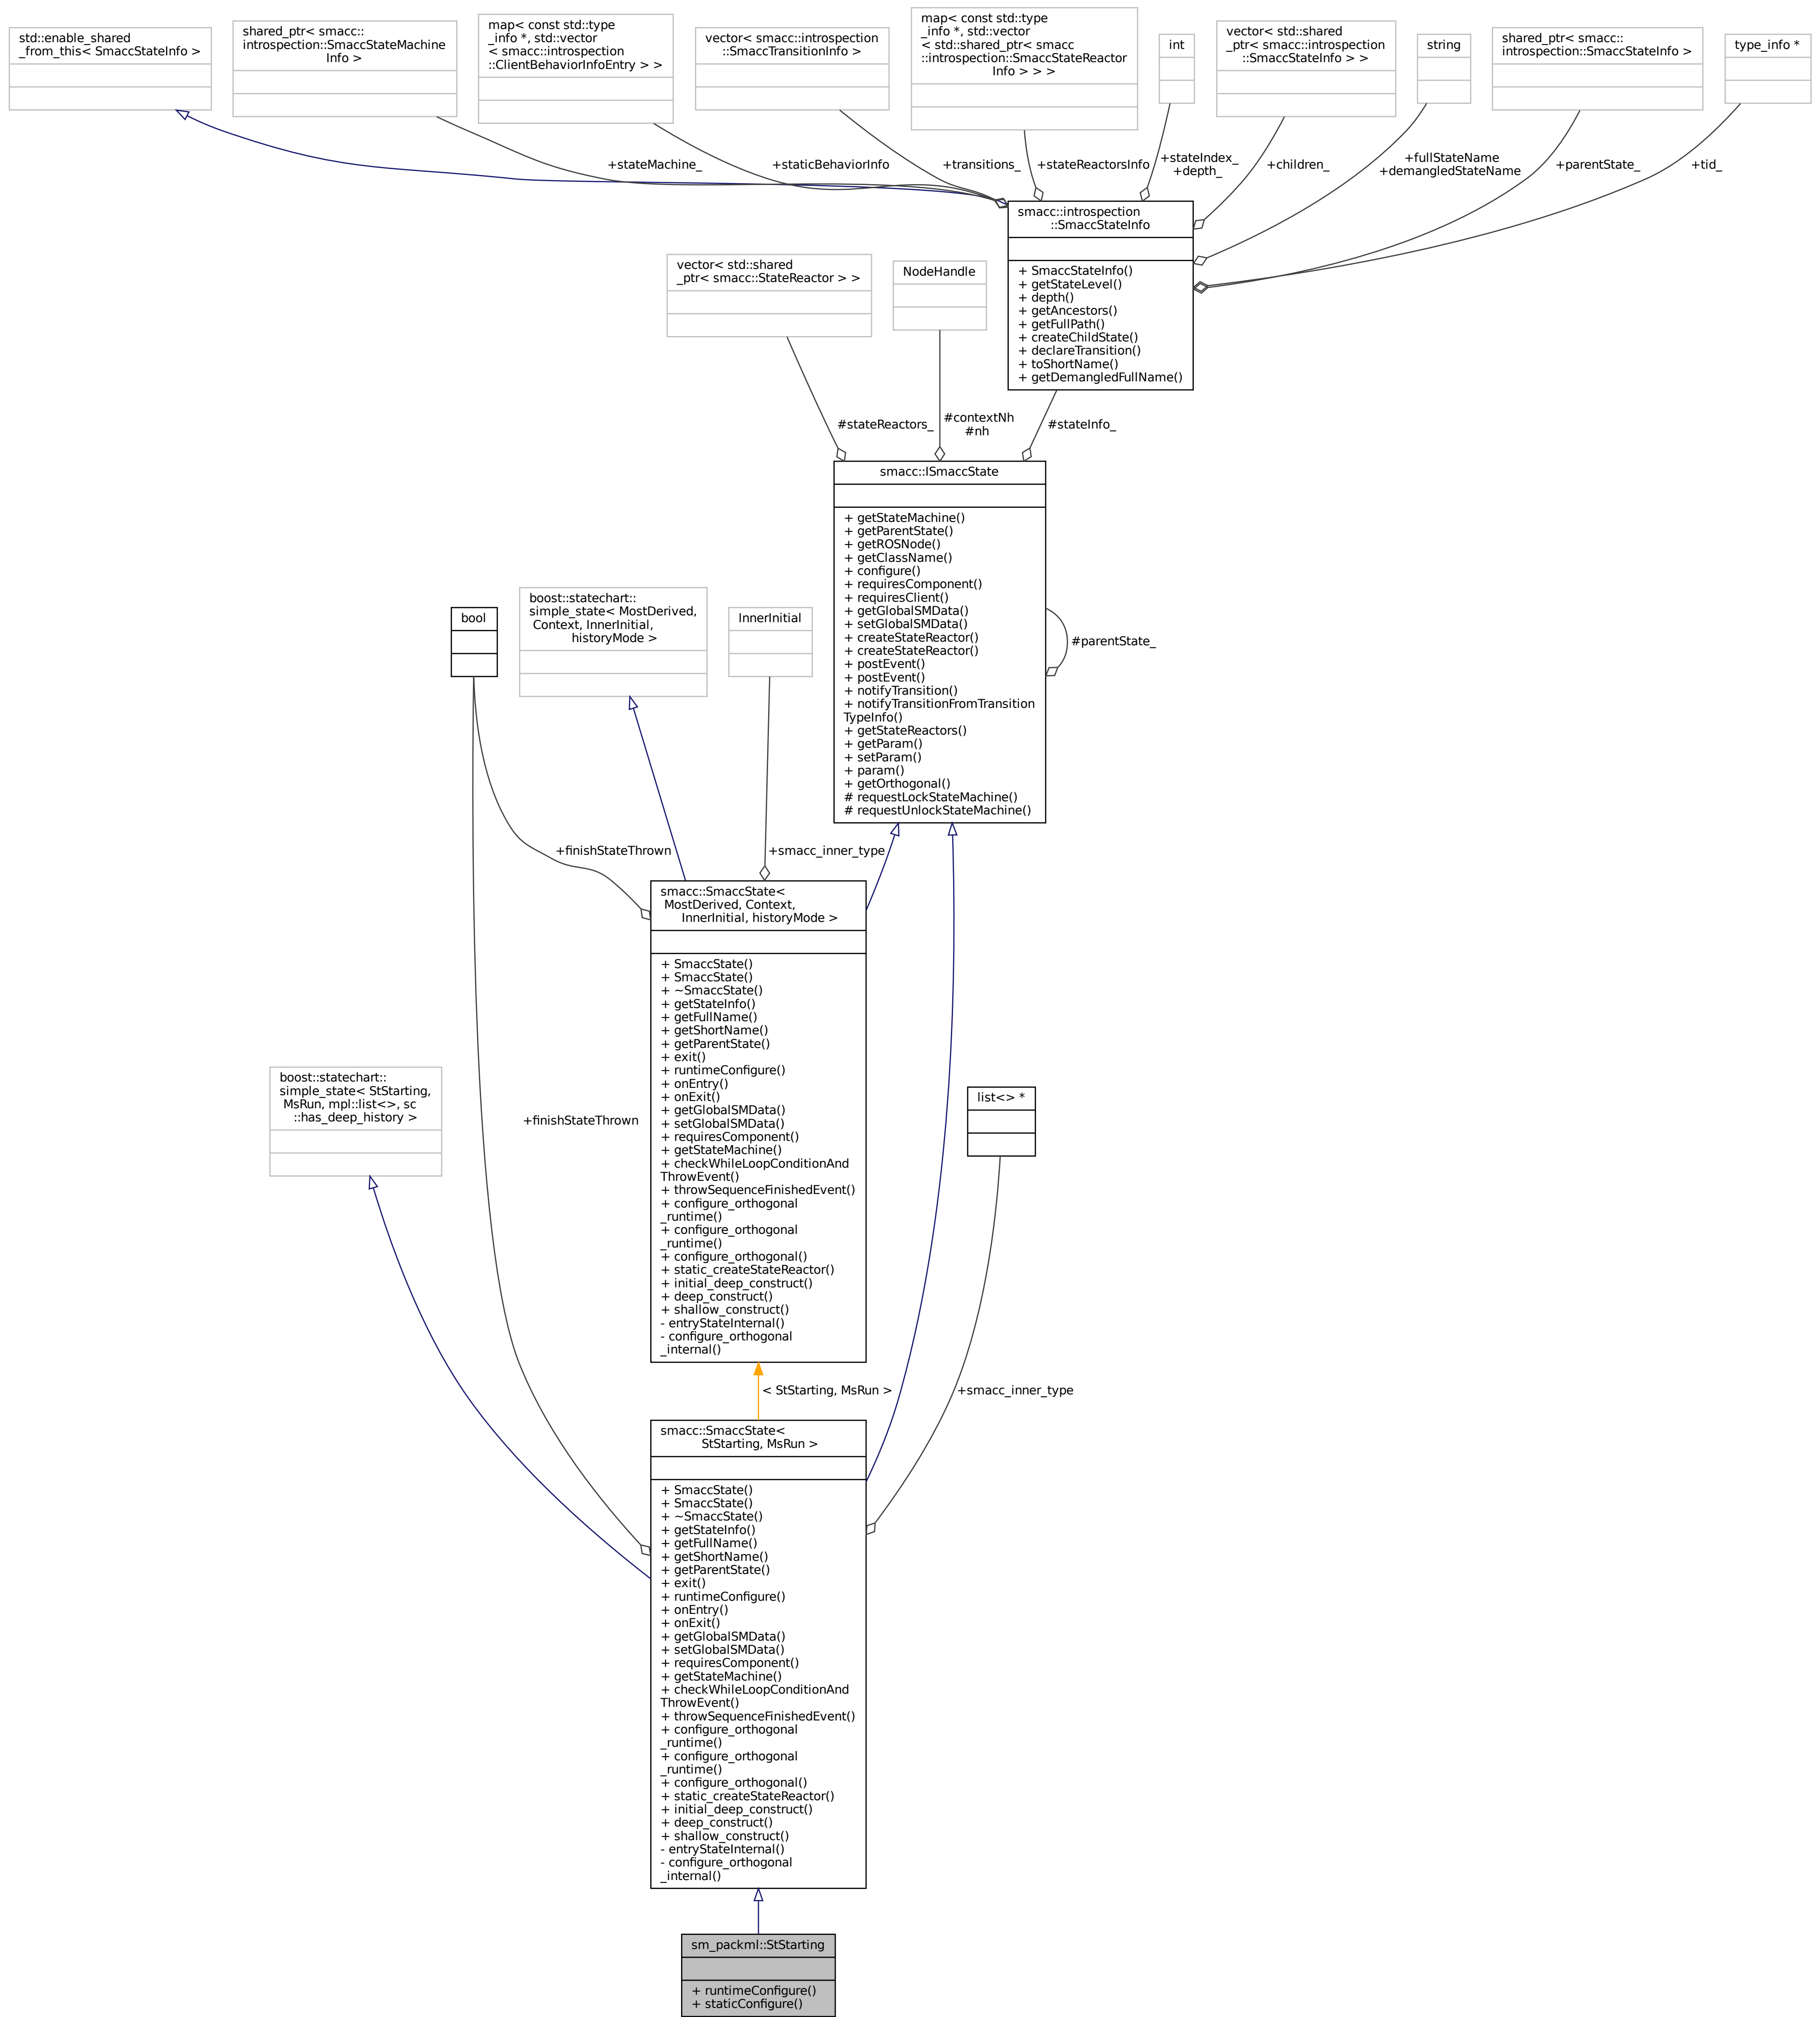 std::enable_shared
_from_this< SmaccStateInfo >
shared_ptr< smacc::
introspection::SmaccStateMachine
Info >
map< const std::type
_info *, std::vector
< smacc::introspection
::ClientBehaviorInfoEntry > >
vector< smacc::introspection
::SmaccTransitionInfo >
map< const std::type
_info *, std::vector
< std::shared_ptr< smacc
::introspection::SmaccStateReactor
Info > > >
int
vector< std::shared
_ptr< smacc::introspection
::SmaccStateInfo > >
string
shared_ptr< smacc::
introspection::SmaccStateInfo >
type_info *
+stateMachine_
+staticBehaviorInfo
+transitions_
+stateReactorsInfo
+stateIndex_
+depth_
+children_
+fullStateName
+demangledStateName
+parentState_
+tid_
smacc::introspection
::SmaccStateInfo
+ SmaccStateInfo()
+ getStateLevel()
+ depth()
+ getAncestors()
+ getFullPath()
+ createChildState()
+ declareTransition()
+ toShortName()
+ getDemangledFullName()
vector< std::shared
_ptr< smacc::StateReactor > >
NodeHandle
#stateReactors_
#contextNh
#nh
#stateInfo_
smacc::ISmaccState
+ getStateMachine()
+ getParentState()
+ getROSNode()
+ getClassName()
+ configure()
+ requiresComponent()
+ requiresClient()
+ getGlobalSMData()
+ setGlobalSMData()
+ createStateReactor()
+ createStateReactor()
+ postEvent()
+ postEvent()
+ notifyTransition()
+ notifyTransitionFromTransition
TypeInfo()
+ getStateReactors()
+ getParam()
+ setParam()
+ param()
+ getOrthogonal()
# requestLockStateMachine()
# requestUnlockStateMachine()
#parentState_
bool
boost::statechart::
simple_state< MostDerived,
Context, InnerInitial,
historyMode >
InnerInitial
+finishStateThrown
+smacc_inner_type
smacc::SmaccState<
MostDerived, Context,
InnerInitial, historyMode >
+ SmaccState()
+ SmaccState()
+ ~SmaccState()
+ getStateInfo()
+ getFullName()
+ getShortName()
+ getParentState()
+ exit()
+ runtimeConfigure()
+ onEntry()
+ onExit()
+ getGlobalSMData()
+ setGlobalSMData()
+ requiresComponent()
+ getStateMachine()
+ checkWhileLoopConditionAnd
ThrowEvent()
+ throwSequenceFinishedEvent()
+ configure_orthogonal
_runtime()
+ configure_orthogonal
_runtime()
+ configure_orthogonal()
+ static_createStateReactor()
+ initial_deep_construct()
+ deep_construct()
+ shallow_construct()
- entryStateInternal()
- configure_orthogonal
_internal()
boost::statechart::
simple_state< StStarting,
MsRun, mpl::list<>, sc
::has_deep_history >
+finishStateThrown
list<> *
< StStarting, MsRun >
+smacc_inner_type
smacc::SmaccState<
StStarting, MsRun >
+ SmaccState()
+ SmaccState()
+ ~SmaccState()
+ getStateInfo()
+ getFullName()
+ getShortName()
+ getParentState()
+ exit()
+ runtimeConfigure()
+ onEntry()
+ onExit()
+ getGlobalSMData()
+ setGlobalSMData()
+ requiresComponent()
+ getStateMachine()
+ checkWhileLoopConditionAnd
ThrowEvent()
+ throwSequenceFinishedEvent()
+ configure_orthogonal
_runtime()
+ configure_orthogonal
_runtime()
+ configure_orthogonal()
+ static_createStateReactor()
+ initial_deep_construct()
+ deep_construct()
+ shallow_construct()
- entryStateInternal()
- configure_orthogonal
_internal()
sm_packml::StStarting
+ runtimeConfigure()
+ staticConfigure()